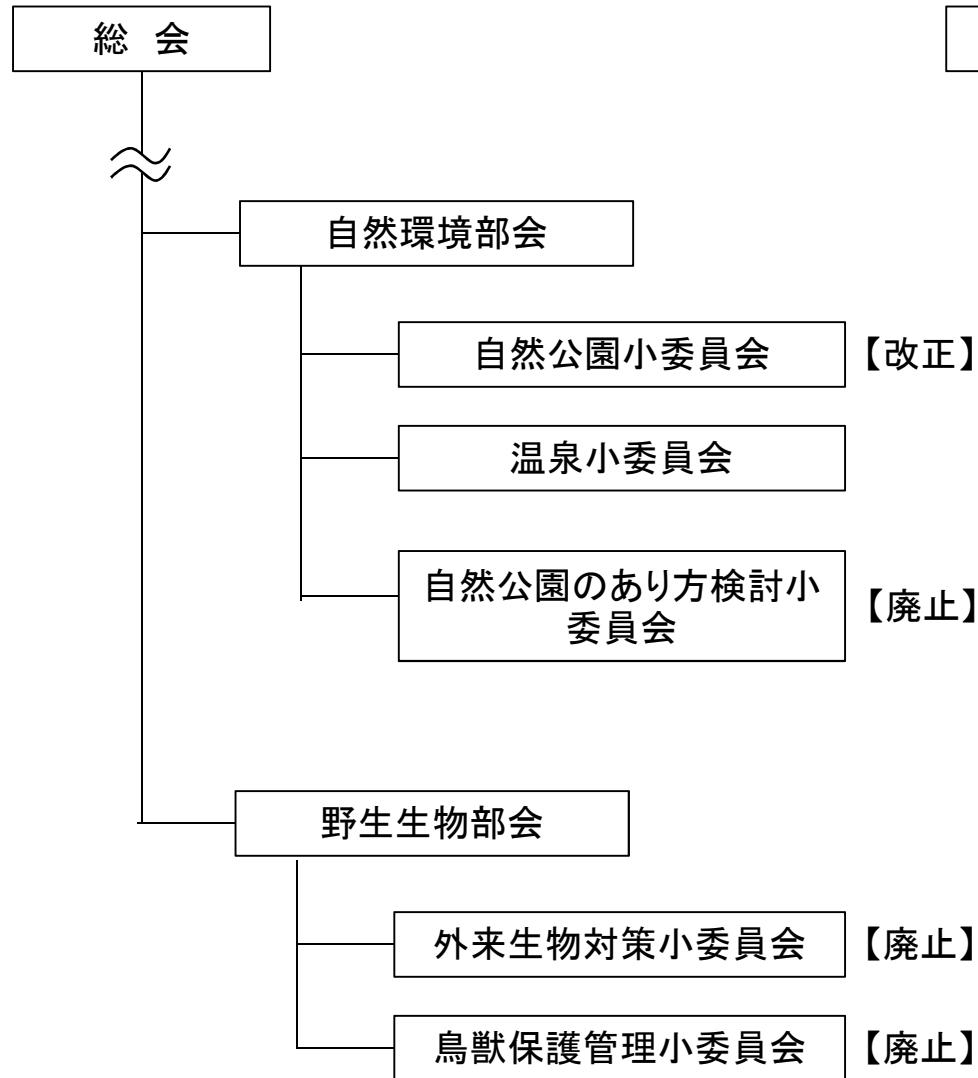 総 会
自然環境部会
自然公園小委員会 【改正】
温泉小委員会
自然公園のあり方検討小
委員会
【廃止】
野生生物部会
外来生物対策小委員会 【廃止】
鳥獣保護管理小委員会 【廃止】